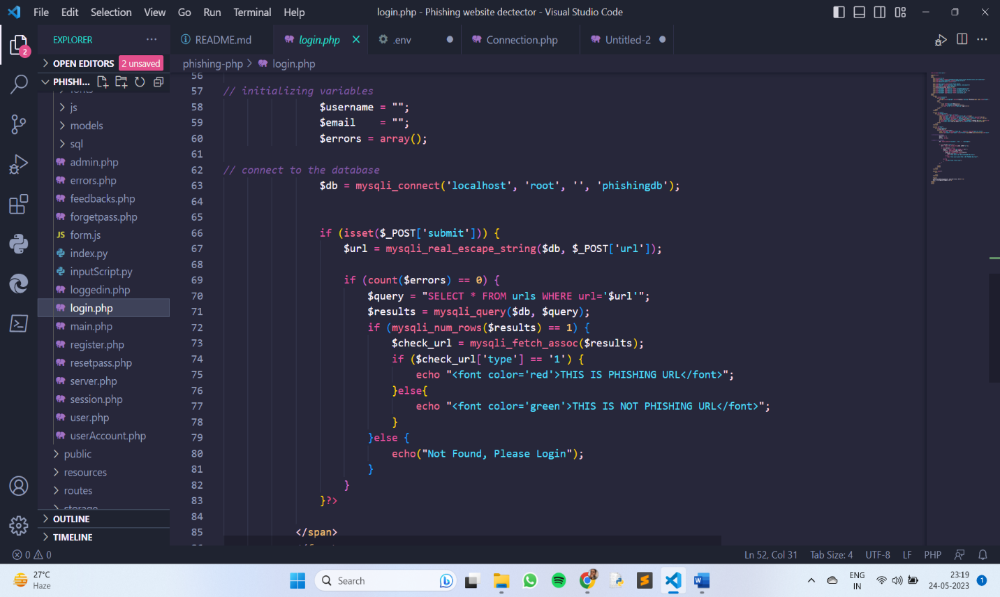 File Edit Selection View Go Run Terminal Help
login.php - Phishing website dectector - Visual Studio Code
EXPLORER ···
README.md
login.php
.env
Connection.php
Untitled-2
2
OPEN EDITORS 2 unsaved
PHISHI...
phishing-php > login.php
fonts
js
models
sql
admin.php
errors.php
feedbacks.php
forgetpass.php
JS form.js
index.py
inputScript.py
loggedin.php
login.php
main.php
register.php
resetpass.php
server.php
session.php
user.php
userAccount.php
public
resources
routes
storage
OUTLINE
TIMELINE
56
57 // initializing variables
58 $username = "";
59 $email    = "";
60 $errors = array();
61
62 // connect to the database
63 $db = mysqli_connect('localhost', 'root', '', 'phishingdb');
64
65
66 if (isset($_POST['submit'])) {
67 $url = mysqli_real_escape_string($db, $_POST['url']);
68
69 if (count($errors) == 0) {
70 $query = "SELECT * FROM urls WHERE url='$url'";
71 $results = mysqli_query($db, $query);
72 if (mysqli_num_rows($results) == 1) {
73 $check_url = mysqli_fetch_assoc($results);
74 if ($check_url['type'] == '1') {
75 echo "<font color='red'>THIS IS PHISHING URL</font>";
76 }else{
77 echo "<font color='green'>THIS IS NOT PHISHING URL</font>";
78 }
79 }else {
80 echo("Not Found, Please Login");
81 }
82 }
83 }?>
84
85 </span>
0 0
Ln 52, Col 31 Tab Size: 4 UTF-8 LF PHP
27°C
Haze
Search
ENG
IN
23:19
24-05-2023
1